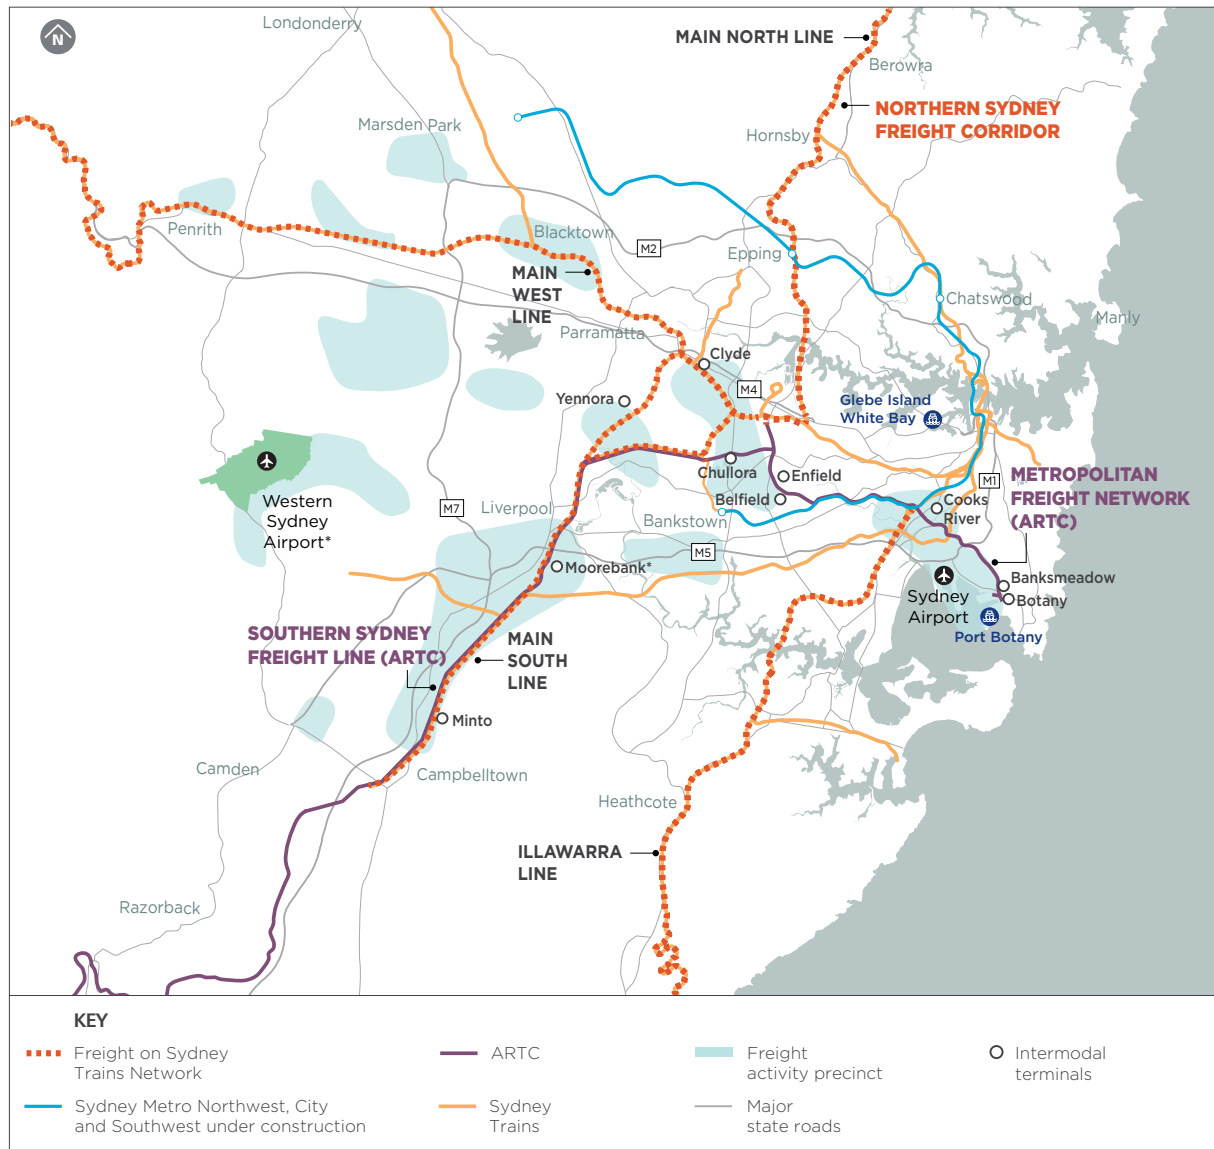 N
Londonderry
MAIN NORTH LINE
Berowra
NORTHERN SYDNEY
FREIGHT CORRIDOR
Marsden Park
Hornsby
Penrith
Blacktown
M2
Epping
MAIN
WEST
LINE
Chatswood
Manly
Parramatta
Clyde
M4
Yennora
Glebe Island
White Bay
Chullora
Enfield
Belfield
METROPOLITAN
FREIGHT NETWORK
(ARTC)
M1
Cooks
River
Western
Sydney
Airport*
M7
Liverpool
Bankstown
M5
Moorebank*
Banksmeadow
Botany
Sydney
Airport
Port Botany
SOUTHERN SYDNEY
FREIGHT LINE (ARTC)
MAIN
SOUTH
LINE
Minto
Camden
Campbelltown
Heathcote
ILLAWARRA
LINE
Razorback
KEY
Freight on Sydney
Trains Network
ARTC
Freight
activity precinct
Intermodal
terminals
Sydney Metro Northwest, City
and Southwest under construction
Sydney
Trains
Major
state roads